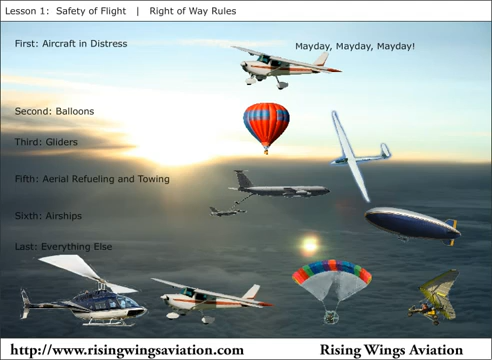 Lesson 1:  Safety of Flight   |   Right of Way Rules
First: Aircraft in Distress
Mayday, Mayday, Mayday!
Second: Balloons
Third: Gliders
Fifth: Aerial Refueling and Towing
Sixth: Airships
Last: Everything Else
http://www.risingwingsaviation.com
Rising Wings Aviation